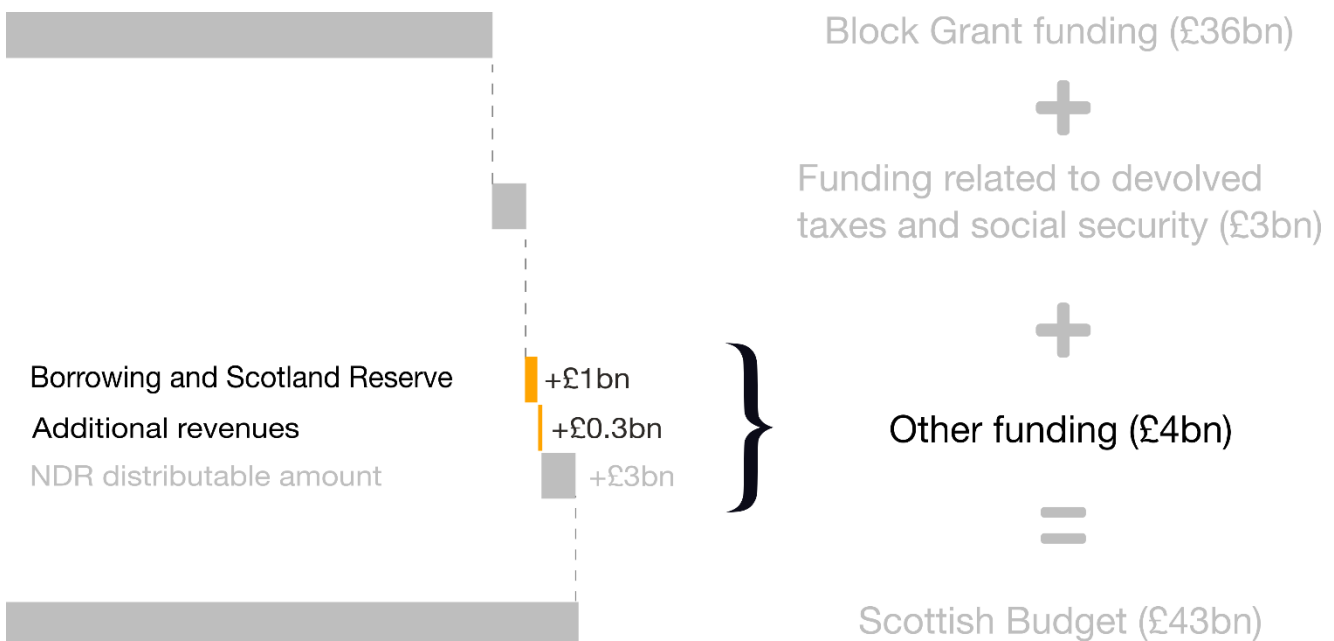 Block Grant funding (£36bn)
+
Funding related to devolved
taxes and social security (£3bn)
+
Borrowing and Scotland Reserve +£1bn
Additional revenues +£0.3bn
NDR distributable amount +£3bn
}
Other funding (£4bn)
=
Scottish Budget (£43bn)